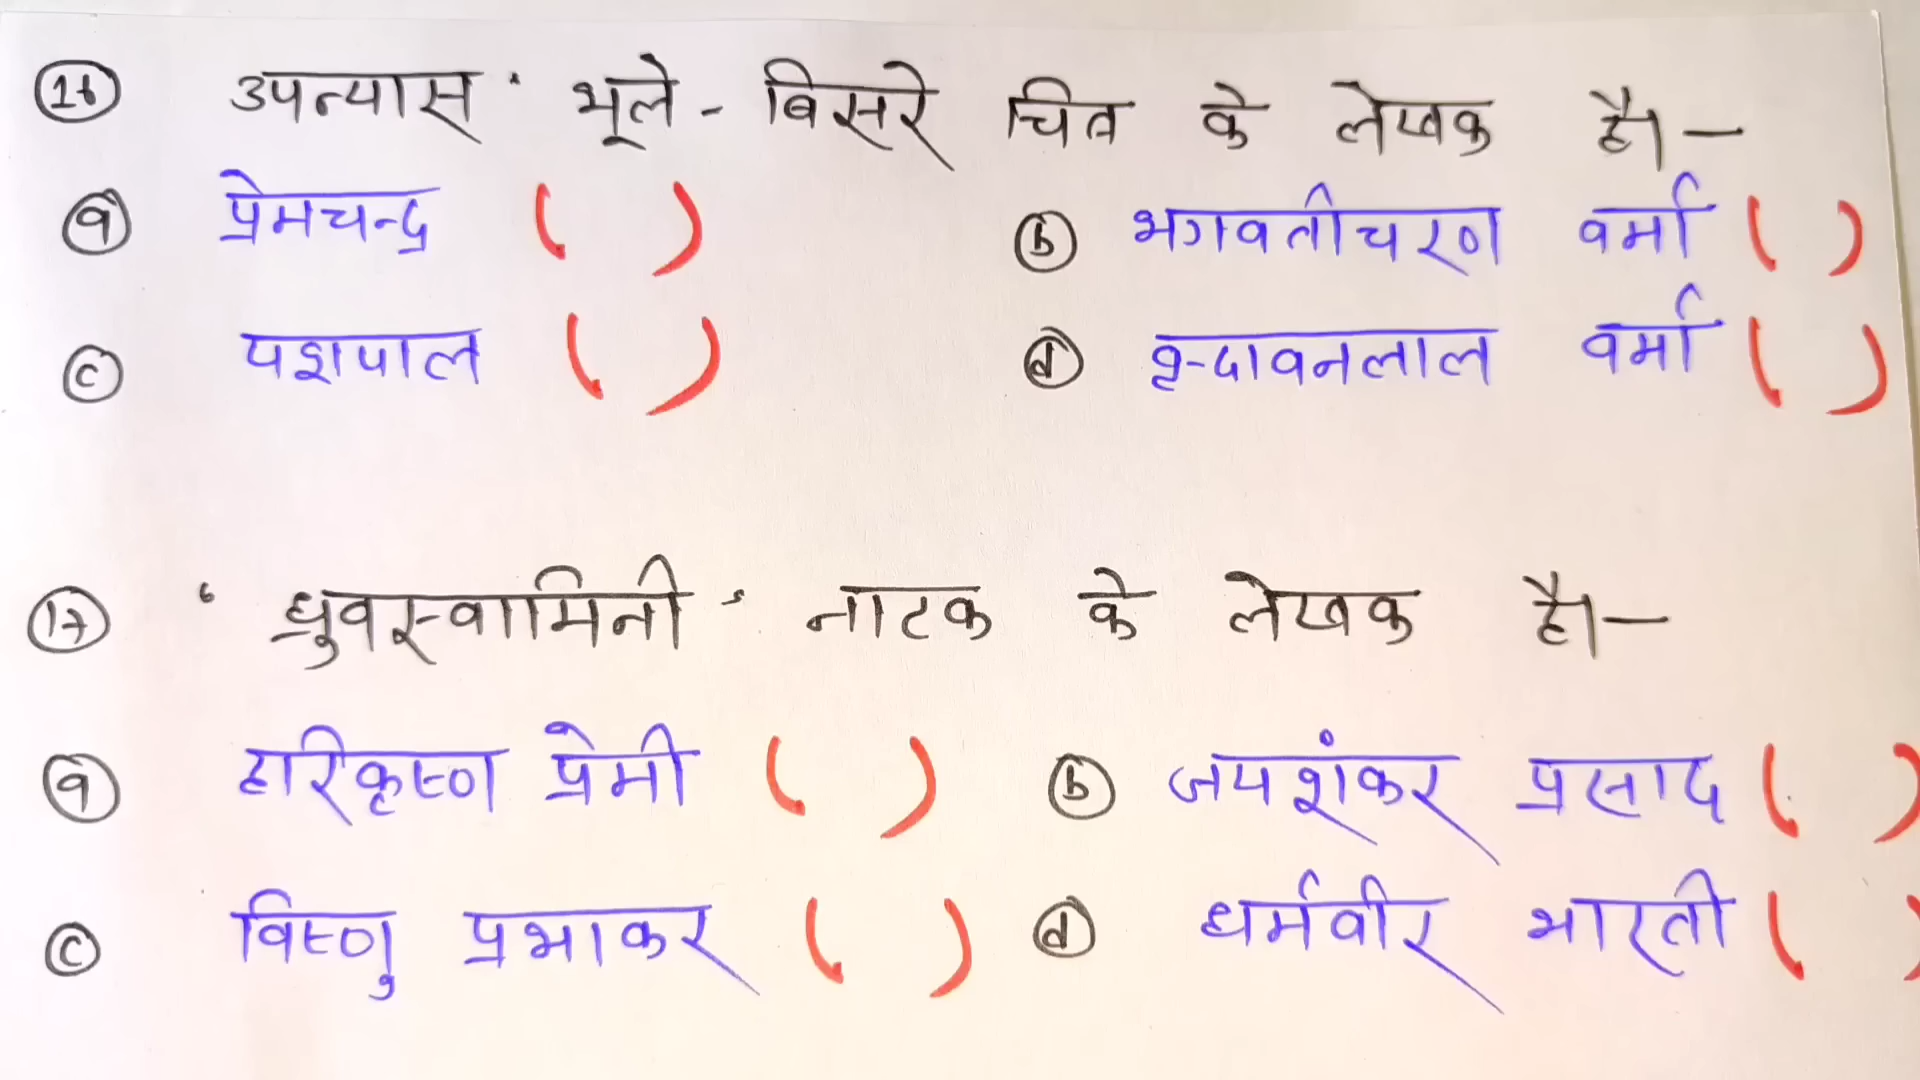 16 उपन्यास ' भूले - बिसरे चित्र के लेखक है। -
a प्रेमचन्द्र ( ) b भगवतीचरण वर्मा ( )
c यशपाल ( ) d वृन्दावनलाल वर्मा ( )
17 ' ध्रुवस्वामिनी ' नाटक के लेखक है। -
a हरिकृष्ण प्रेमी ( ) b जयशंकर प्रसाद ( )
c विष्णु प्रभाकर ( ) d धर्मवीर भारती ( )